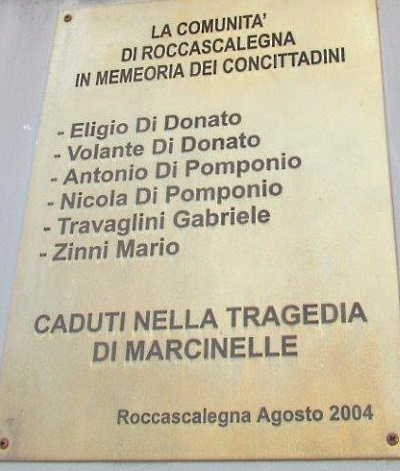 LA COMUNITA'
DI ROCCASCALEGNA
IN MEMEORIA DEI CONCITTADINI
- Eligio Di Donato
- Volante Di Donato
- Antonio Di Pomponio
- Nicola Di Pomponio
- Travaglini Gabriele
- Zinni Mario
CADUTI NELLA TRAGEDIA
DI MARCINELLE
Roccascalegna Agosto 2004